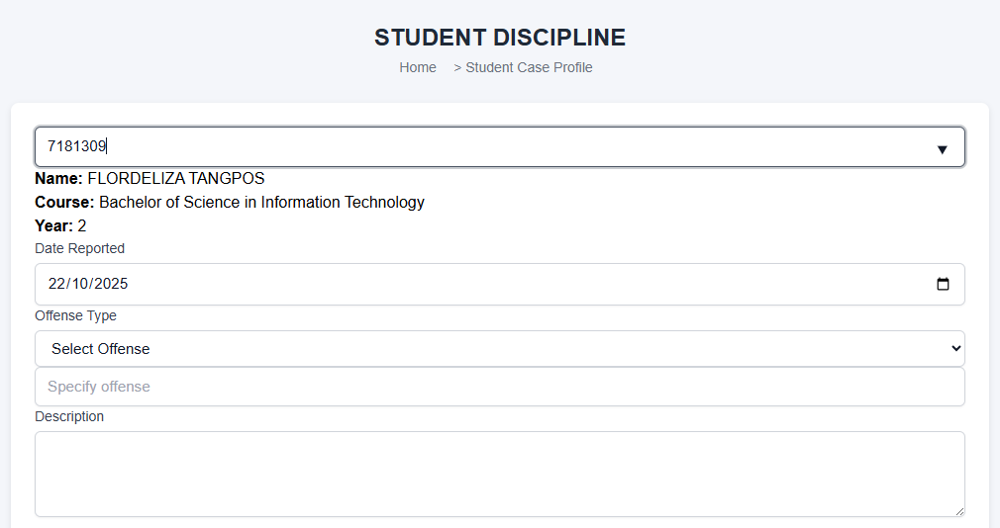 STUDENT DISCIPLINE
Home > Student Case Profile
7181309
Name: FLORDELIZA TANGPOS
Course: Bachelor of Science in Information Technology
Year: 2
Date Reported
22/10/2025
Offense Type
Select Offense
Specify offense
Description